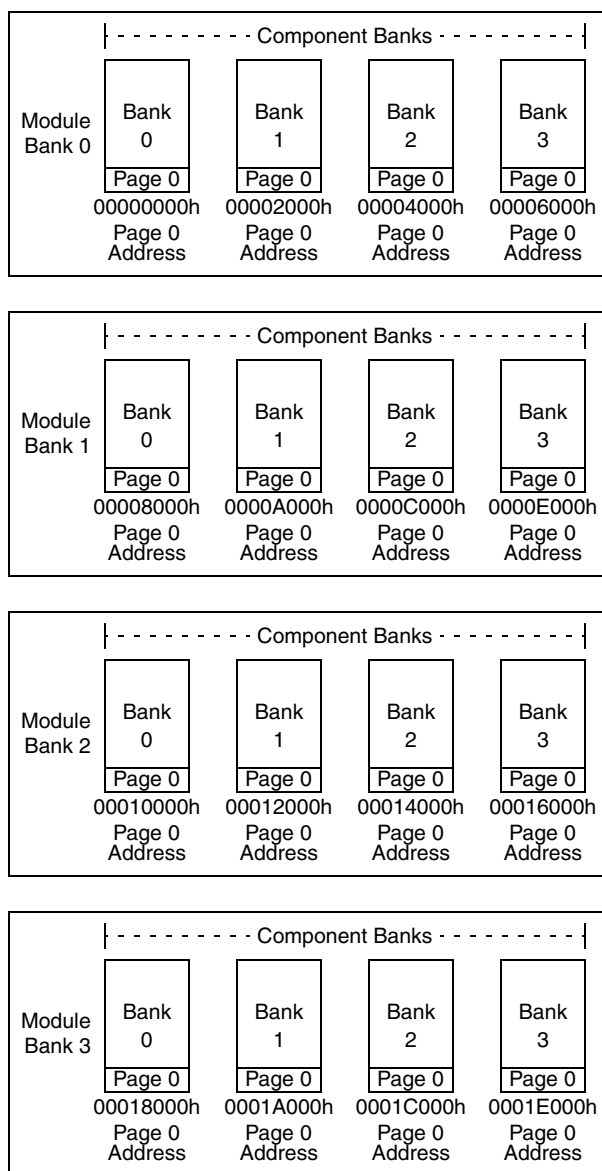 Component Banks
Module
Bank 0
Bank Bank Bank Bank
0 1 2 3
Page 0 Page 0 Page 0 Page 0
00000000h 00002000h 00004000h 00006000h
Page 0 Page 0 Page 0 Page 0
Address Address Address Address
Component Banks
Module
Bank 1
Bank Bank Bank Bank
0 1 2 3
Page 0 Page 0 Page 0 Page 0
00008000h 0000A000h 0000C000h 0000E000h
Page 0 Page 0 Page 0 Page 0
Address Address Address Address
Component Banks
Module
Bank 2
Bank Bank Bank Bank
0 1 2 3
Page 0 Page 0 Page 0 Page 0
00010000h 00012000h 00014000h 00016000h
Page 0 Page 0 Page 0 Page 0
Address Address Address Address
Component Banks
Module
Bank 3
Bank Bank Bank Bank
0 1 2 3
Page 0 Page 0 Page 0 Page 0
00018000h 0001A000h 0001C000h 0001E000h
Page 0 Page 0 Page 0 Page 0
Address Address Address Address